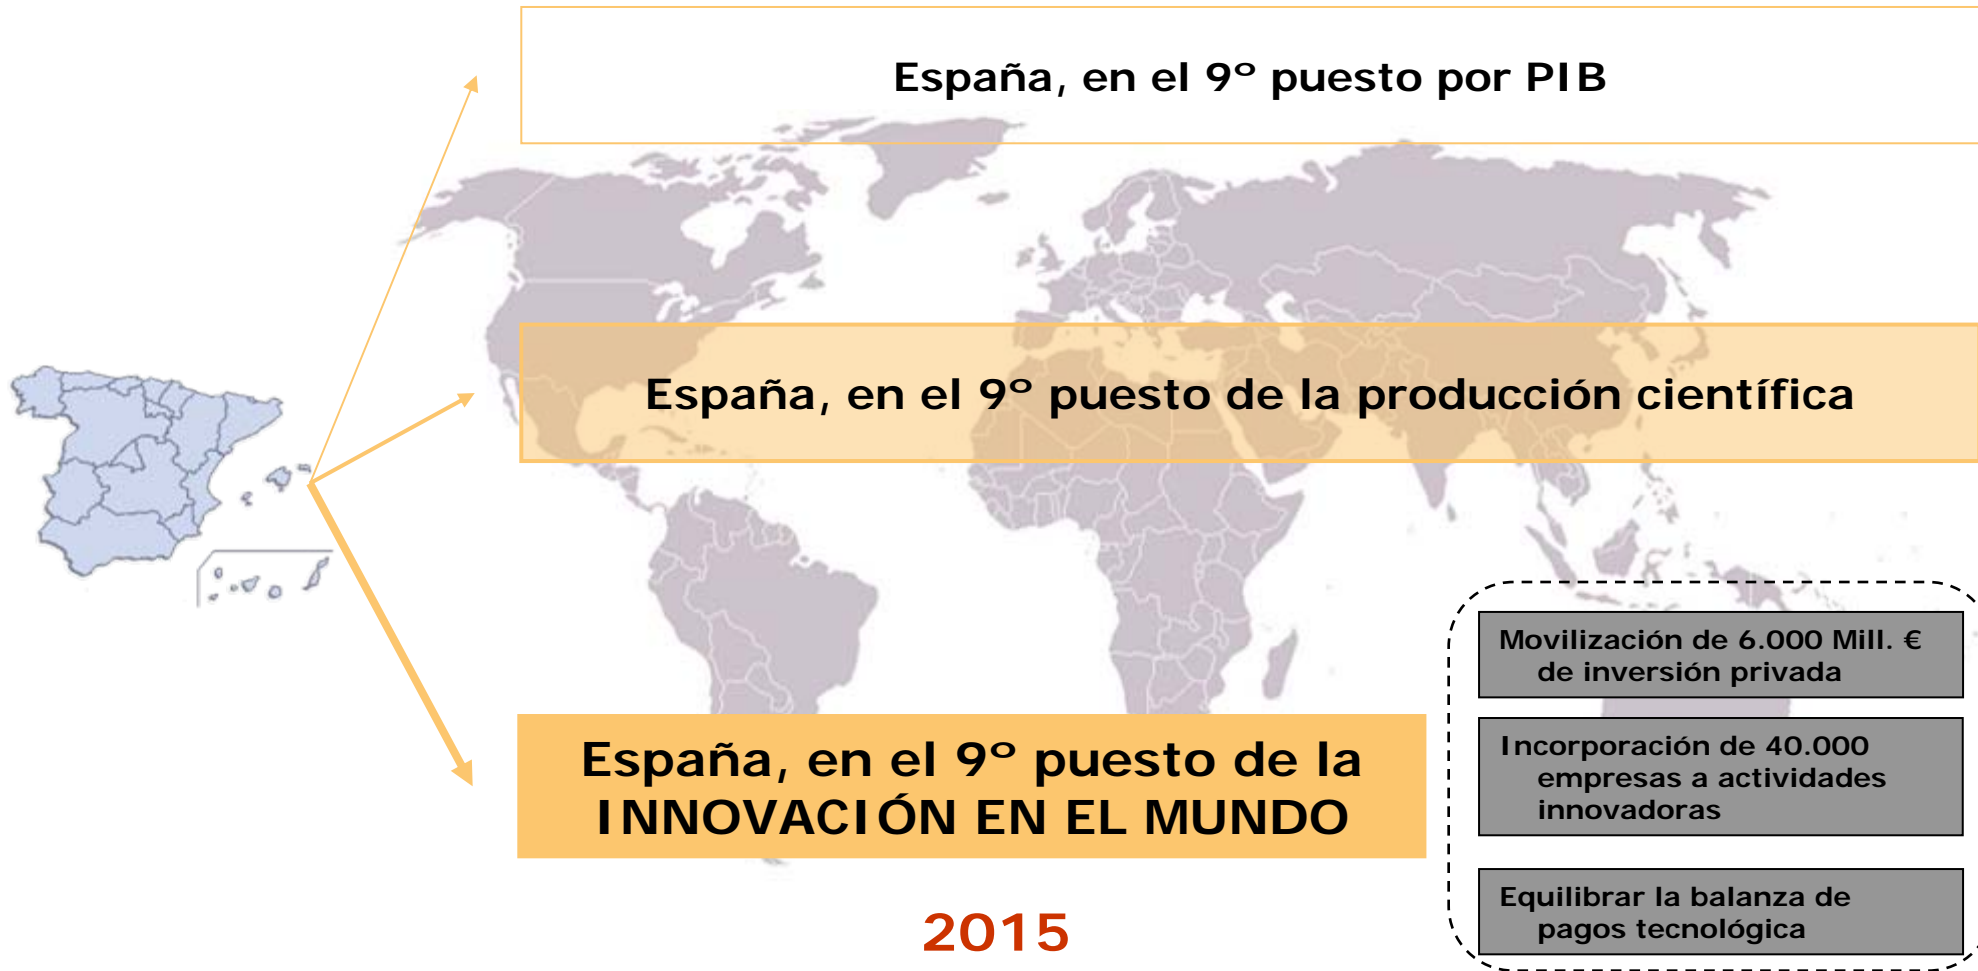 España, en el 9º puesto por PIB
España, en el 9º puesto de la producción científica
España, en el 9º puesto de la
INNOVACIÓN EN EL MUNDO
2015
Movilización de 6.000 Mill. €
de inversión privada
Incorporación de 40.000
empresas a actividades
innovadoras
Equilibrar la balanza de
pagos tecnológica